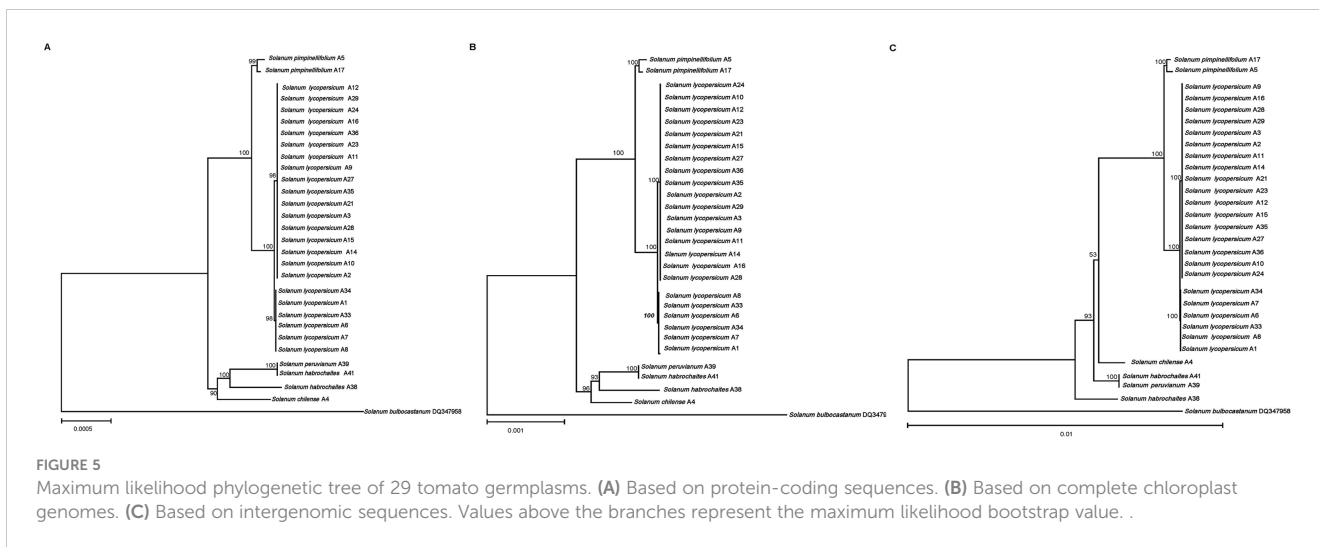 A
99
Solanum pimpinellifolium A5
Solanum pimpinellifolium A17
Solanum lycopersicum A12
Solanum lycopersicum A29
Solanum lycopersicum A24
Solanum lycopersicum A16
Solanum lycopersicum A36
Solanum lycopersicum A23
100
Solanum lycopersicum A11
Solanum lycopersicum A9
98
Solanum lycopersicum A27
Solanum lycopersicum A35
Solanum lycopersicum A21
Solanum lycopersicum A3
Solanum lycopersicum A28
Solanum lycopersicum A15
100
Solanum lycopersicum A14
Solanum lycopersicum A10
Solanum lycopersicum A2
Solanum lycopersicum A34
Solanum lycopersicum A1
98
Solanum lycopersicum A33
Solanum lycopersicum A6
Solanum lycopersicum A7
Solanum lycopersicum A8
100
Solanum peruvianum A39
100
Solanum habrochaites A41
Solanum habrochaites A38
90
Solanum chilense A4
Solanum bulbocastanum DQ347958
0.0005
B
100
Solanum pimpinellifolium A5
Solanum pimpinellifolium A17
Solanum lycopersicum A24
Solanum lycopersicum A10
Solanum lycopersicum A12
Solanum lycopersicum A23
Solanum lycopersicum A21
Solanum lycopersicum A15
100
Solanum lycopersicum A27
Solanum lycopersicum A36
100
Solanum lycopersicum A35
Solanum lycopersicum A2
Solanum lycopersicum A29
Solanum lycopersicum A3
Solanum lycopersicum A9
Solanum lycopersicum A11
100
Slanum lycopersicum A14
Solanum lycopersicum A16
Solanum lycopersicum A28
Solanum lycopersicum A8
Solanum lycopersicum A33
100
Solanum lycopersicum A6
Solanum lycopersicum A34
Solanum lycopersicum A7
Solanum lycopersicum A1
100
Solanum peruvianum A39
Solanum habrochaites A41
93
Solanum habrochaites A38
96
Solanum chilense A4
Solanum bulbocastanum DQ3479
0.001
C
100
Solanum pimpinellifolium A17
Solanum pimpinellifolium A5
Solanum lycopersicum A9
Solanum lycopersicum A16
Solanum lycopersicum A28
Solanum lycopersicum A29
Solanum lycopersicum A3
Solanum lycopersicum A2
100
Solanum lycopersicum A11
Solanum lycopersicum A14
100
Solanum lycopersicum A21
Solanum lycopersicum A23
Solanum lycopersicum A12
Solanum lycopersicum A15
Solanum lycopersicum A35
Solanum lycopersicum A27
100
Solanum lycopersicum A36
53
Solanum lycopersicum A10
Solanum lycopersicum A24
Solanum lycopersicum A34
Solanum lycopersicum A7
93
100
Solanum lycopersicum A6
Solanum lycopersicum A33
Solanum lycopersicum A8
Solanum lycopersicum A1
Solanum chilense A4
100
Solanum habrochaites A41
Solanum peruvianum A39
Solanum habrochaites A38
Solanum bulbocastanum DQ347958
0.01
FIGURE 5
Maximum likelihood phylogenetic tree of 29 tomato germplasms. (A) Based on protein-coding sequences. (B) Based on complete chloroplast
genomes. (C) Based on intergenomic sequences. Values above the branches represent the maximum likelihood bootstrap value. .